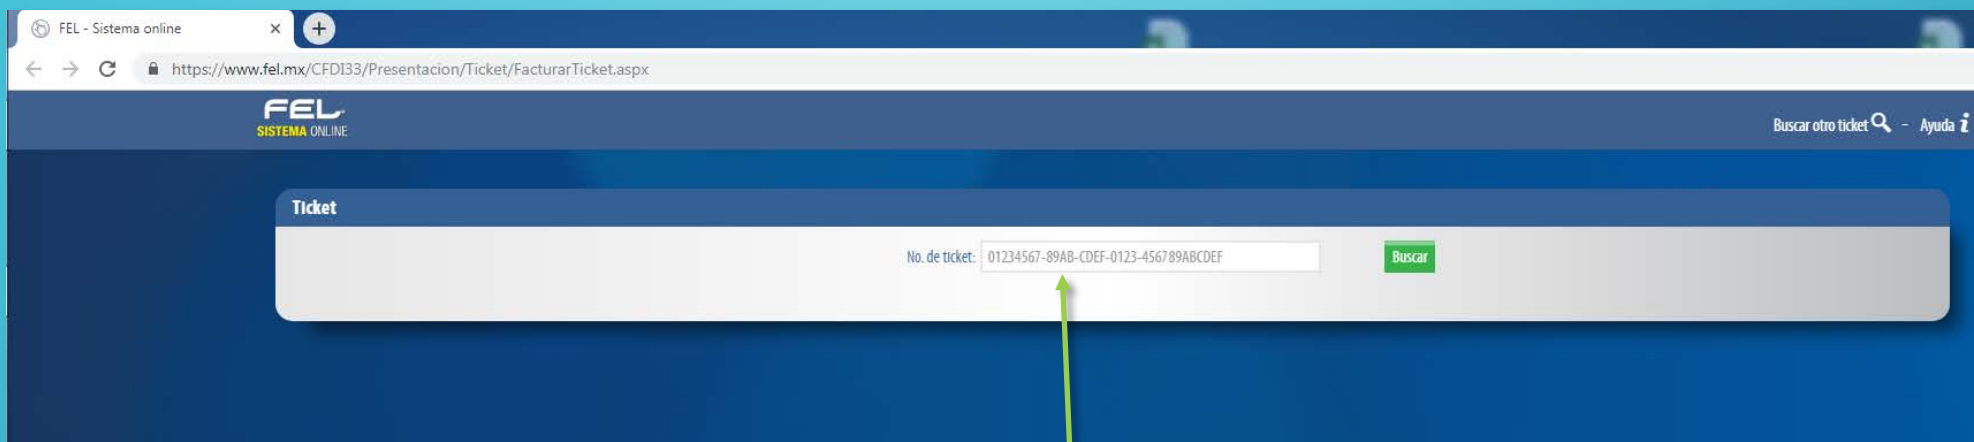 FEL - Sistema online
https://www.fel.mx/CFDI33/Presentacion/Ticket/FacturarTicket.aspx
FEL
SISTEMA ONLINE
Buscar otro ticket - Ayuda i
Ticket
No. de ticket: 01234567-89AB-CDEF-0123-456789ABCDEF Buscar